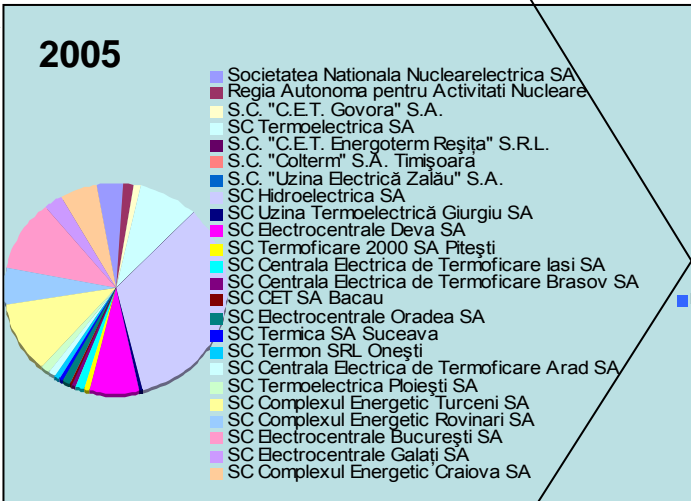 2005
Societatea Nationala Nuclearelectrica SA
Regia Autonoma pentru Activitati Nucleare
S.C. "C.E.T. Govora" S.A.
SC Termoelectrica SA
S.C. "C.E.T. Energoterm Reşiţa" S.R.L.
S.C. "Colterm" S.A. Timişoara
S.C. "Uzina Electrică Zalău" S.A.
SC Hidroelectrica SA
SC Uzina Termoelectrică Giurgiu SA
SC Electrocentrale Deva SA
SC Termoficare 2000 SA Piteşti
SC Centrala Electrica de Termoficare Iasi SA
SC Centrala Electrica de Termoficare Brasov SA
SC CET SA Bacau
SC Electrocentrale Oradea SA
SC Termica SA Suceava
SC Termon SRL Oneşti
SC Centrala Electrica de Termoficare Arad SA
SC Termoelectrica Ploieşti SA
SC Complexul Energetic Turceni SA
SC Complexul Energetic Rovinari SA
SC Electrocentrale Bucureşti SA
SC Electrocentrale Galaţi SA
SC Complexul Energetic Craiova SA